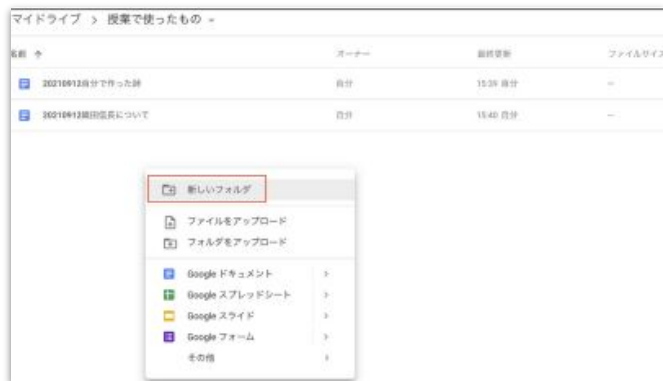 マイドライブ > 授業で使ったもの
名前 ↑ オーナー 最終更新 ファイルサイズ
20210912自分で作った詩 自分 15:39 自分 –
20210912織田信長について 自分 15:40 自分 –
新しいフォルダ
ファイルをアップロード
フォルダをアップロード
Google ドキュメント >
Google スプレッドシート >
Google スライド >
Google フォーム >
その他 >